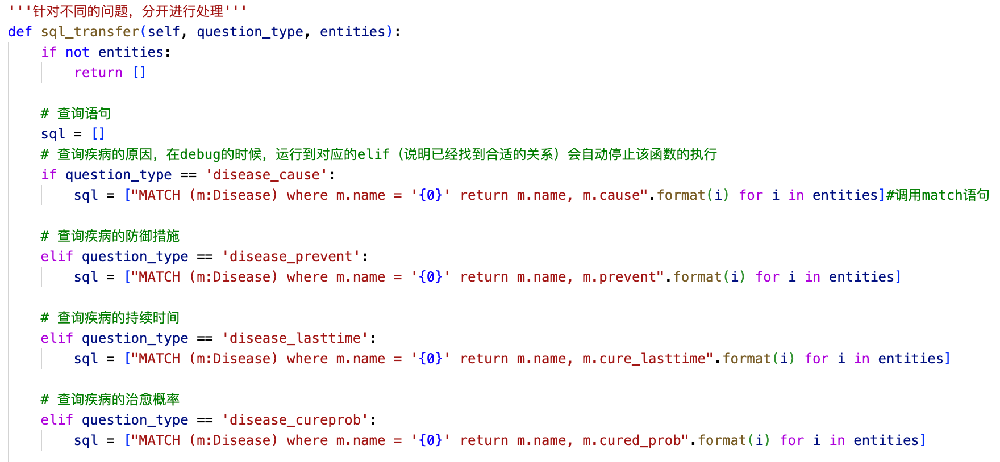 '''针对不同的问题，分开进行处理'''
def sql_transfer(self, question_type, entities):
    if not entities:
        return []

    # 查询语句
    sql = []
    # 查询疾病的原因，在debug的时候，运行到对应的elif（说明已经找到合适的关系）会自动停止该函数的执行
    if question_type == 'disease_cause':
        sql = ["MATCH (m:Disease) where m.name = '{0}' return m.name, m.cause".format(i) for i in entities]#调用match语句

    # 查询疾病的防御措施
    elif question_type == 'disease_prevent':
        sql = ["MATCH (m:Disease) where m.name = '{0}' return m.name, m.prevent".format(i) for i in entities]

    # 查询疾病的持续时间
    elif question_type == 'disease_lasttime':
        sql = ["MATCH (m:Disease) where m.name = '{0}' return m.name, m.cure_lasttime".format(i) for i in entities]

    # 查询疾病的治愈概率
    elif question_type == 'disease_cureprob':
        sql = ["MATCH (m:Disease) where m.name = '{0}' return m.name, m.cured_prob".format(i) for i in entities]